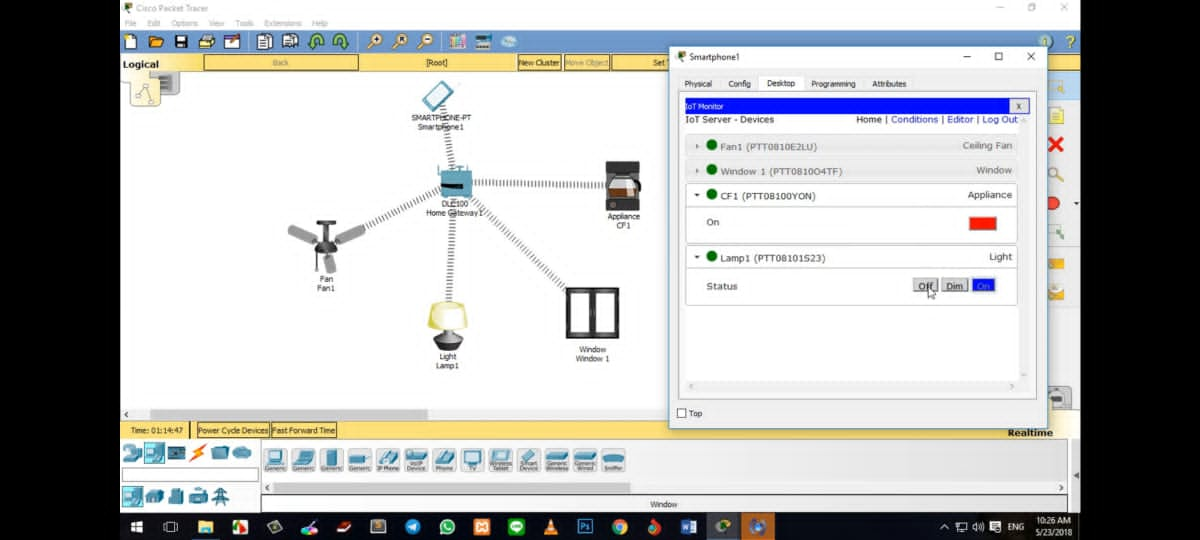 Cisco Packet Tracer
File Edit Options View Tools Extensions Help
Logical
Back
[Root]
New Cluster
Move Object
Set
SMARTPHONE-PT
Smartphone1
DLC100
Home Gateway1
Appliance
CF1
Fan
Fan1
Light
Lamp1
Window
Window 1
Smartphone1
Physical Config Desktop Programming Attributes
IoT Monitor X
IoT Server - Devices Home | Conditions | Editor | Log Out
Fan1 (PTT0810E2LU) Ceiling Fan
Window 1 (PTT0810O4TF) Window
CF1 (PTT08100YON) Appliance
On
Lamp1 (PTT08101S23) Light
Status Off Dim On
Top
Time: 01:14:47 Power Cycle Devices Fast Forward Time
Realtime
Generic Generic Generic Generic IP Phone VoIP Device Phone TV Wireless Tablet Smart Device Generic Wireless Generic Wired Sniffer
Window
ENG
10:26 AM
5/23/2018